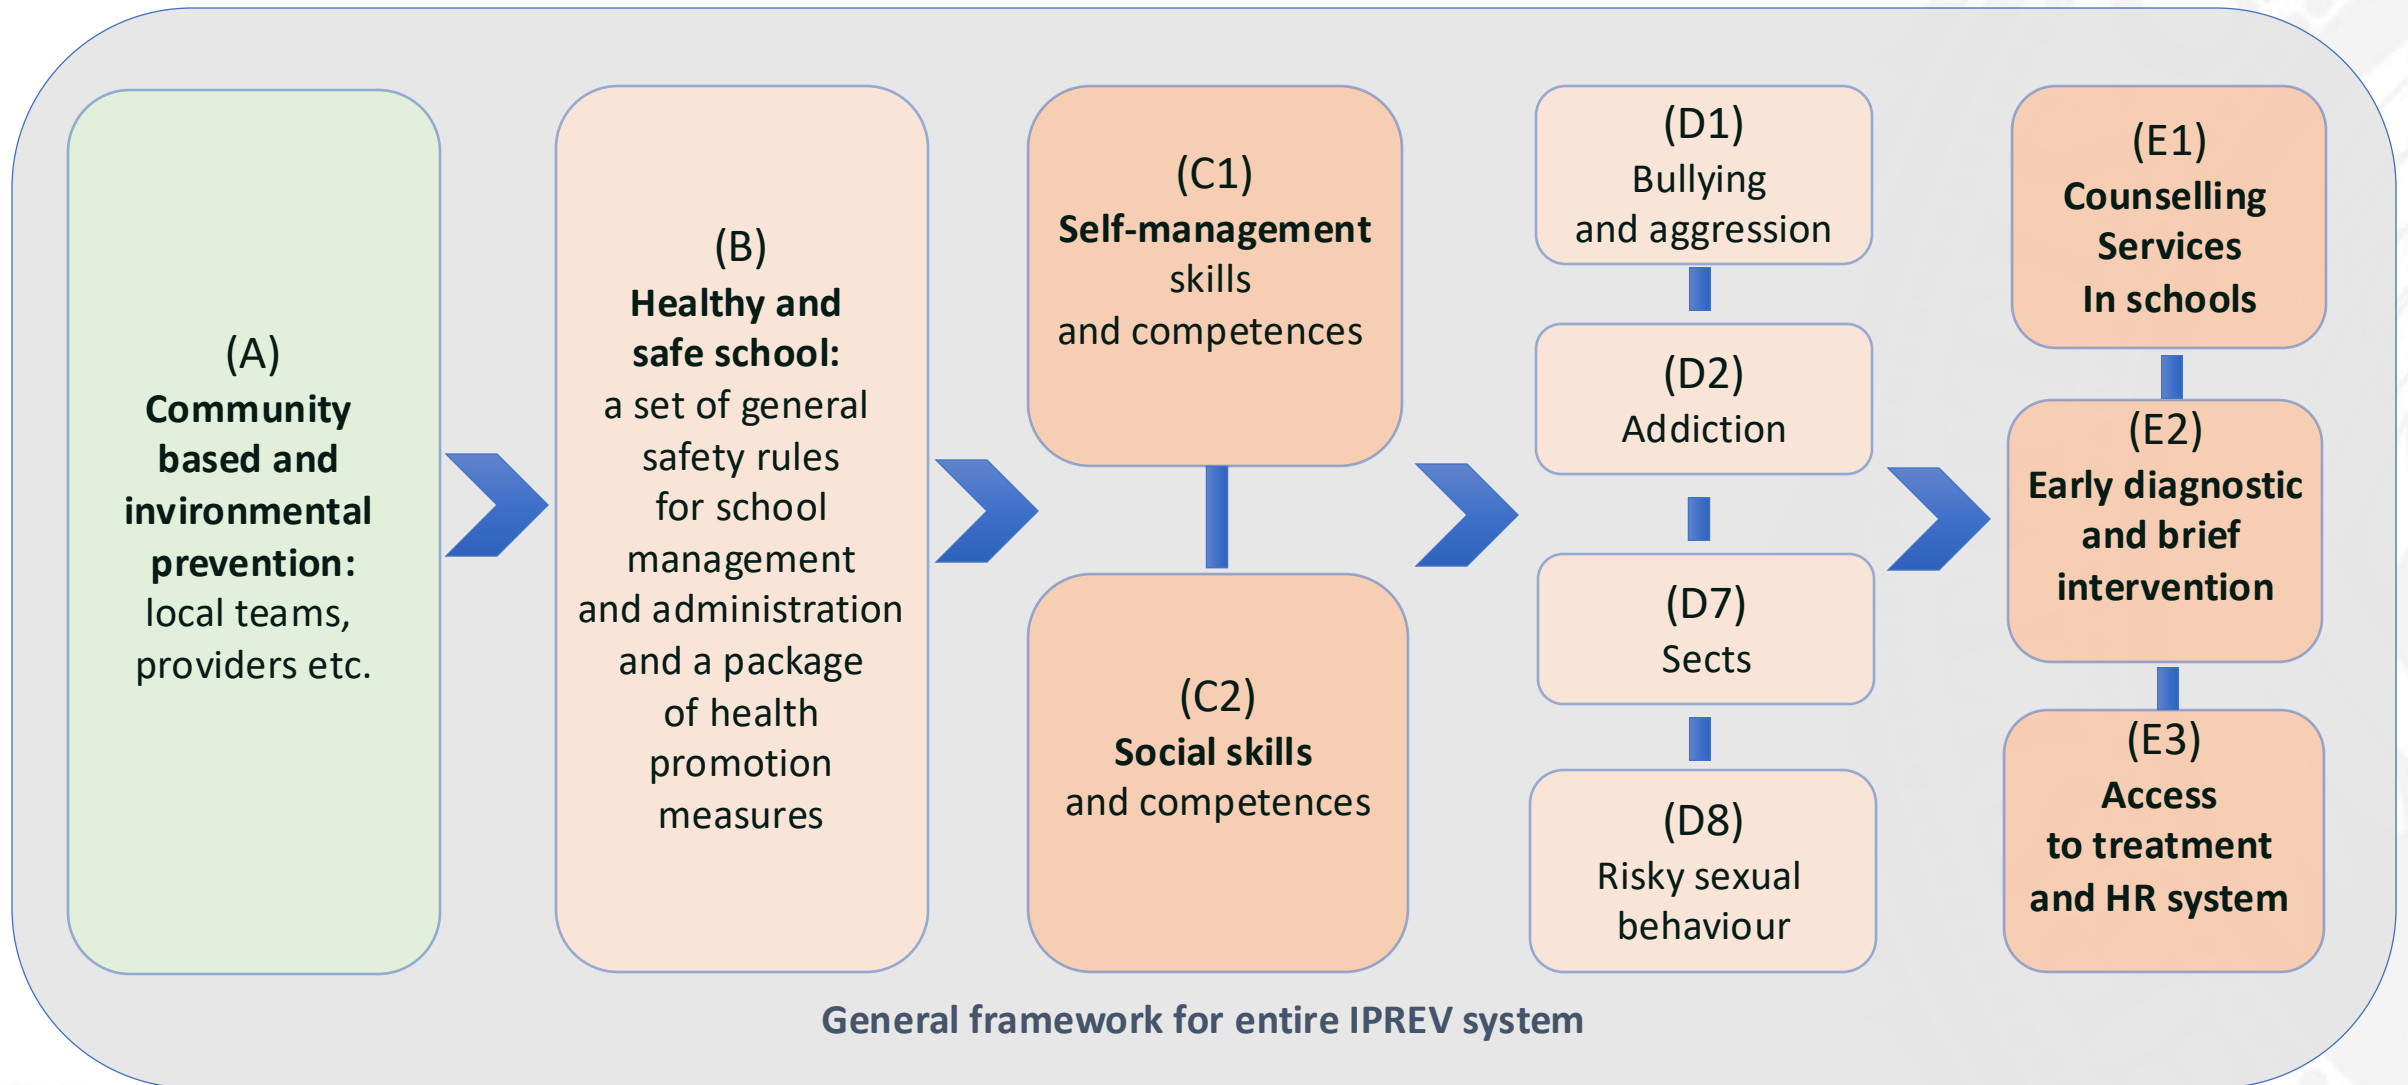 (A)
Community
based and
invironmental
prevention:
local teams,
providers etc.
(B)
Healthy and
safe school:
a set of general
safety rules
for school
management
and administration
and a package
of health
promotion
measures
(C1)
Self-management
skills
and competences
(C2)
Social skills
and competences
(D1)
Bullying
and aggression
(D2)
Addiction
(D7)
Sects
(D8)
Risky sexual
behaviour
(E1)
Counselling
Services
In schools
(E2)
Early diagnostic
and brief
intervention
(E3)
Access
to treatment
and HR system
General framework for entire IPREV system